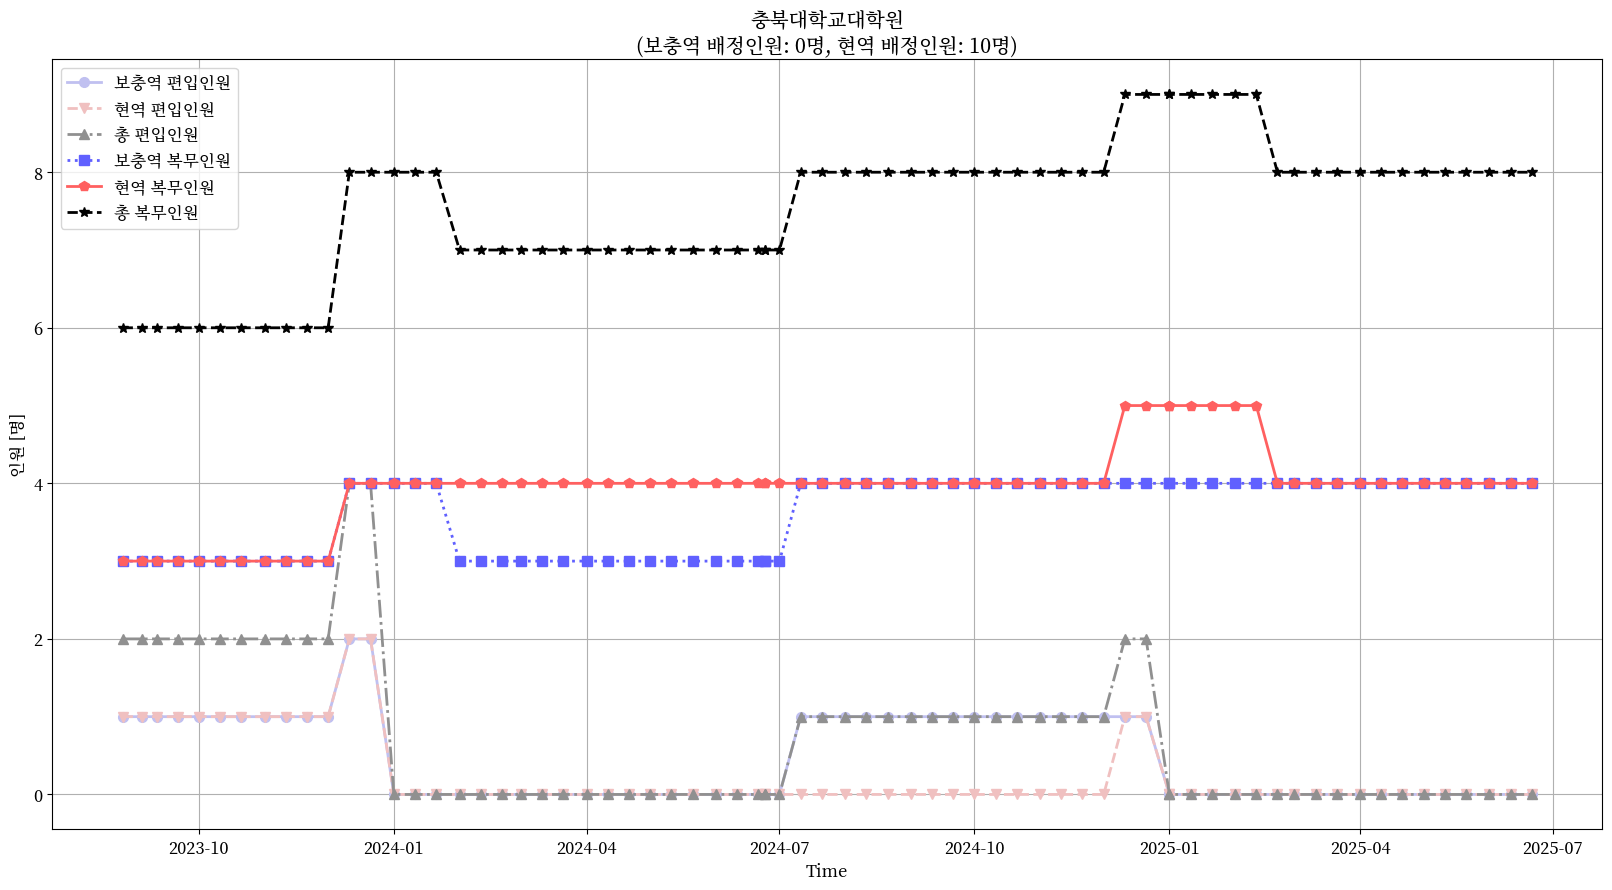 충북대학교대학원
(보충역 배정인원: 0명, 현역 배정인원: 10명)
보충역 편입인원
현역 편입인원
총 편입인원
보충역 복무인원
현역 복무인원
총 복무인원
인원 [명]
8
6
4
2
0
2023-10
2024-01
2024-04
2024-07
2024-10
2025-01
2025-04
2025-07
Time